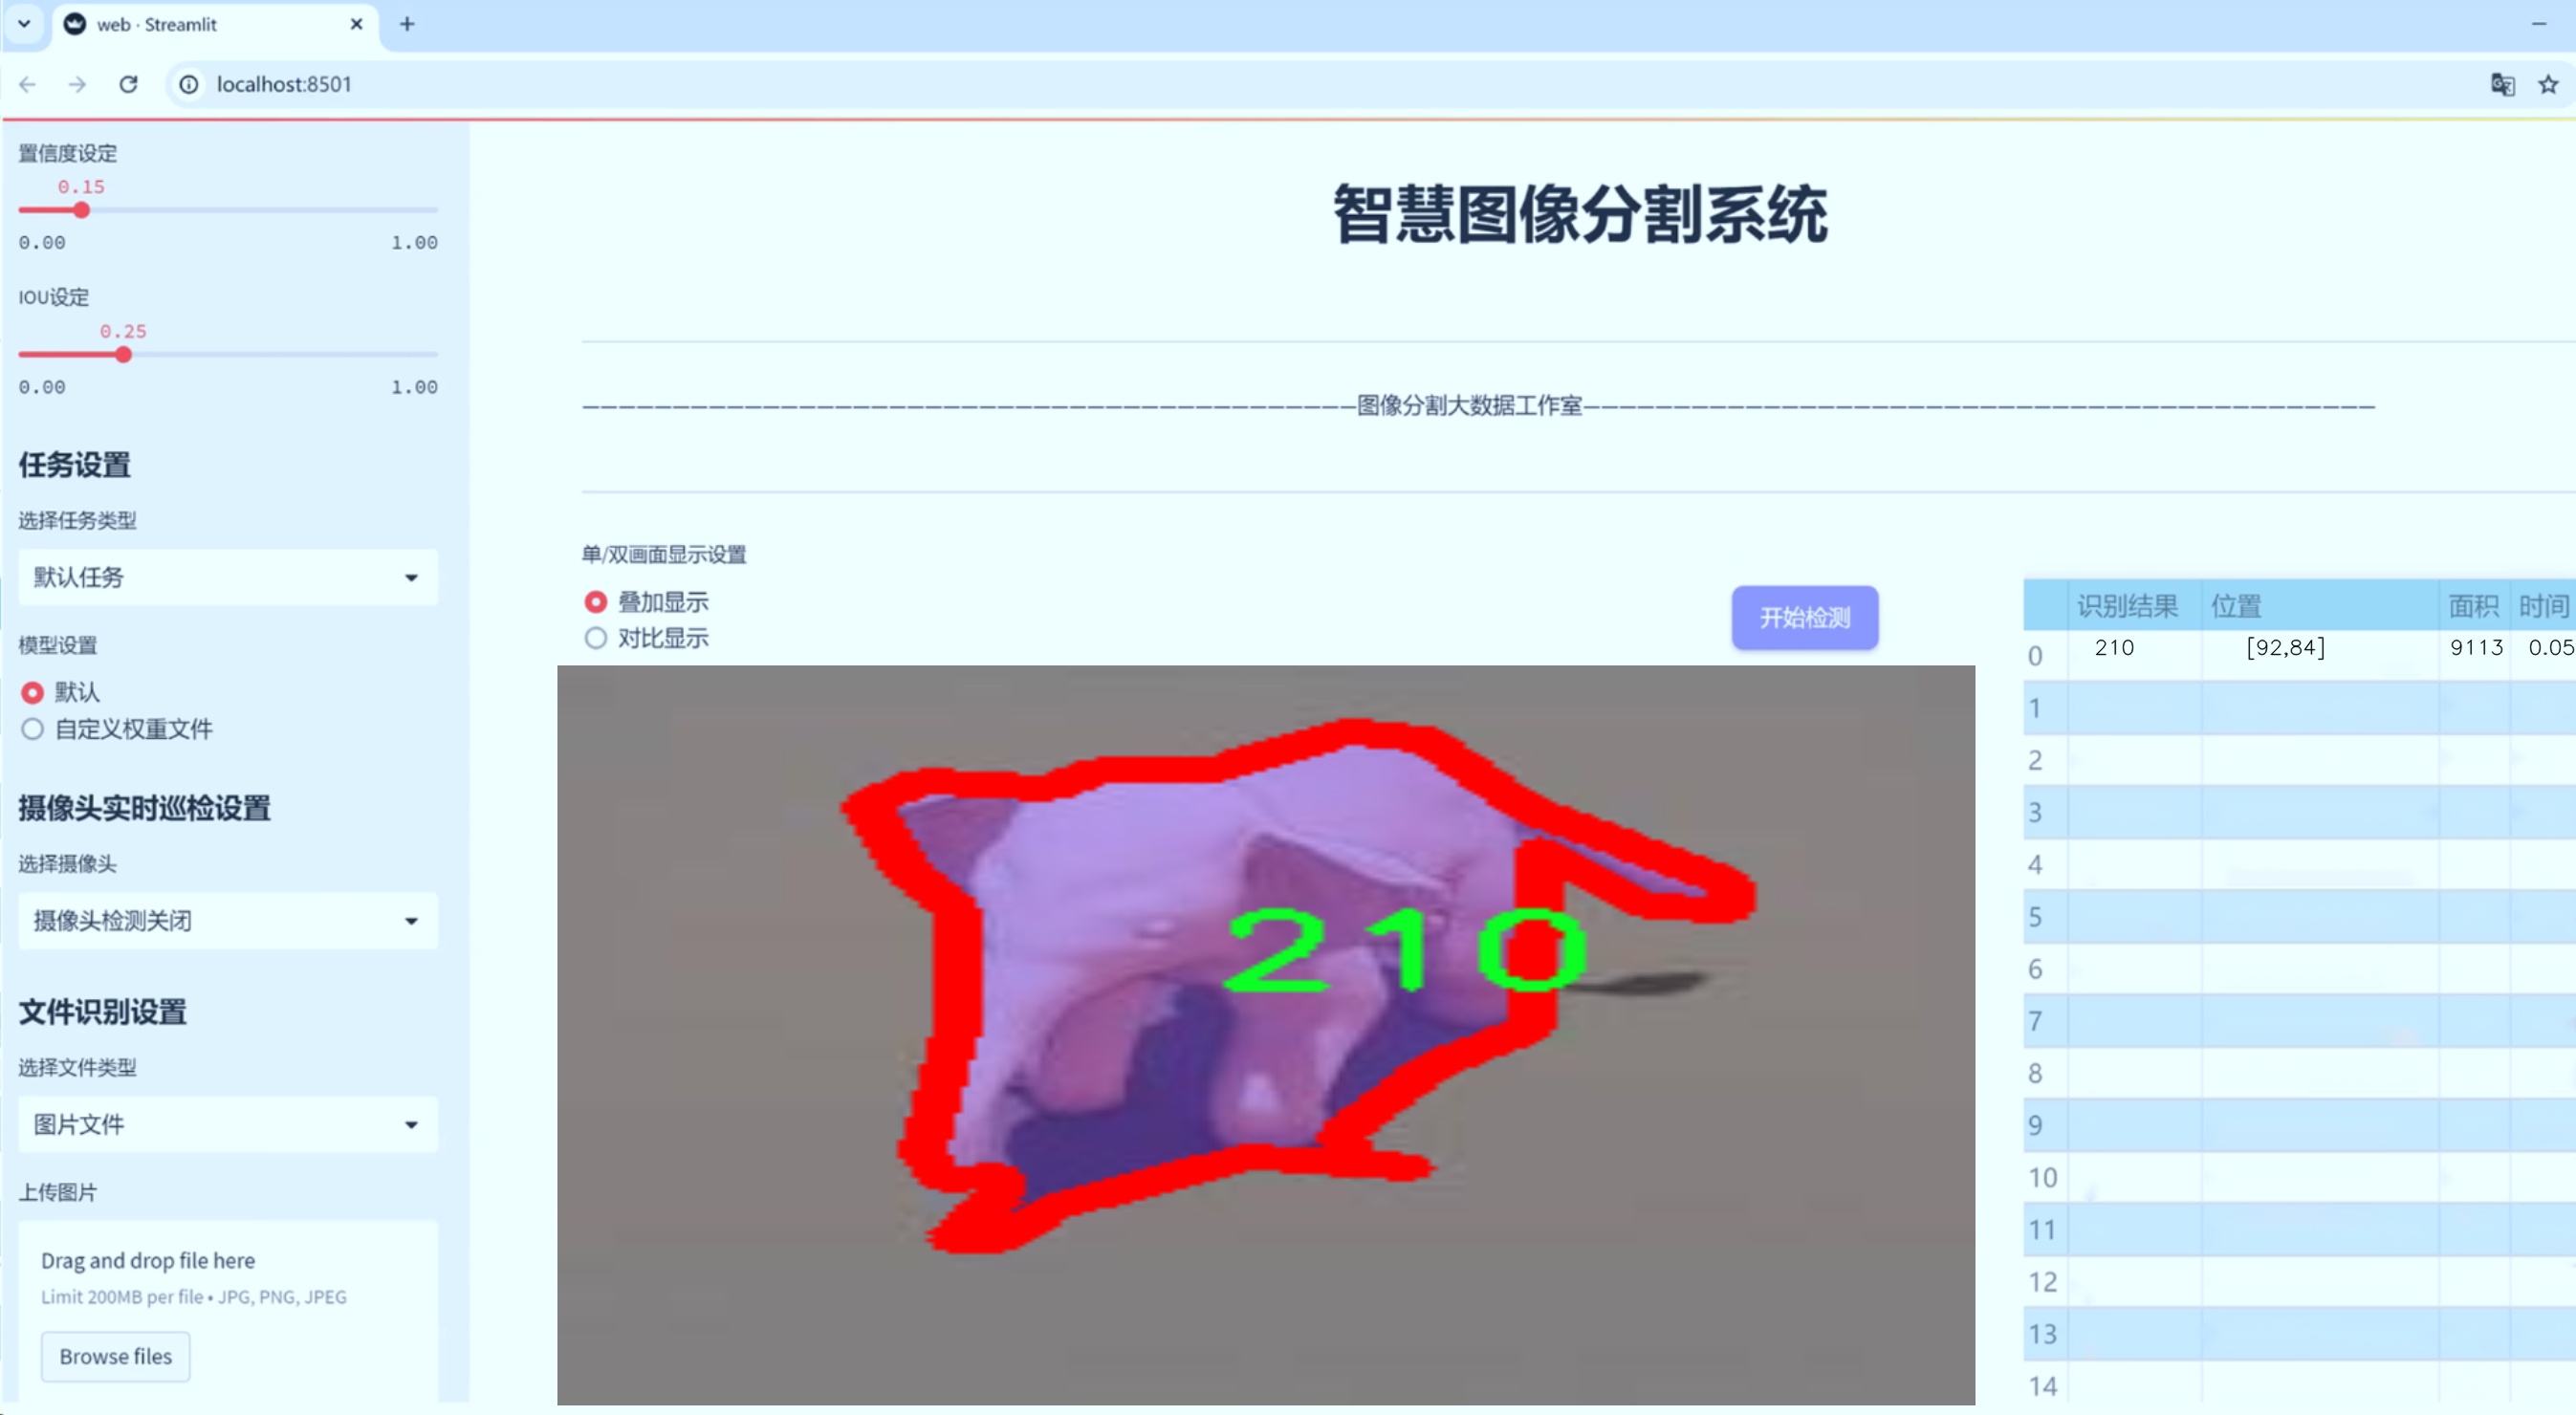 web · Streamlit
localhost:8501
置信度设定
0.15
0.00 1.00
IOU设定
0.25
0.00 1.00
任务设置
选择任务类型
默认任务
模型设置
默认
自定义权重文件
摄像头实时巡检设置
选择摄像头
摄像头检测关闭
文件识别设置
选择文件类型
图片文件
上传图片
Drag and drop file here
Limit 200MB per file • JPG, PNG, JPEG
Browse files
智慧图像分割系统
图像分割大数据工作室
单/双画面显示设置
叠加显示
对比显示
开始检测
210
识别结果 位置 面积 时间
0 210 [92,84] 9113 0.05
1
2
3
4
5
6
7
8
9
10
11
12
13
14